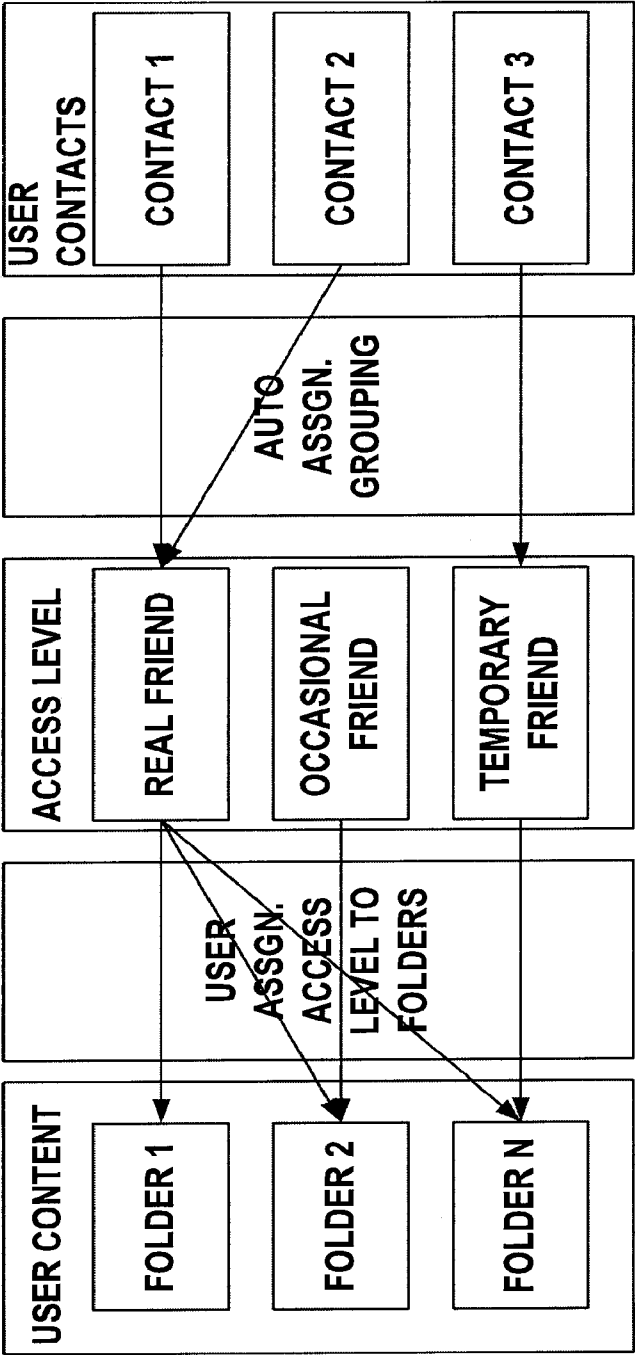 USER CONTENT
FOLDER 1
FOLDER 2
FOLDER N
USER
ASSGN.
ACCESS
LEVEL TO
FOLDERS
ACCESS LEVEL
REAL FRIEND
OCCASIONAL
FRIEND
TEMPORARY
FRIEND
AUTO
ASSGN.
GROUPING
USER
CONTACTS
CONTACT 1
CONTACT 2
CONTACT 3